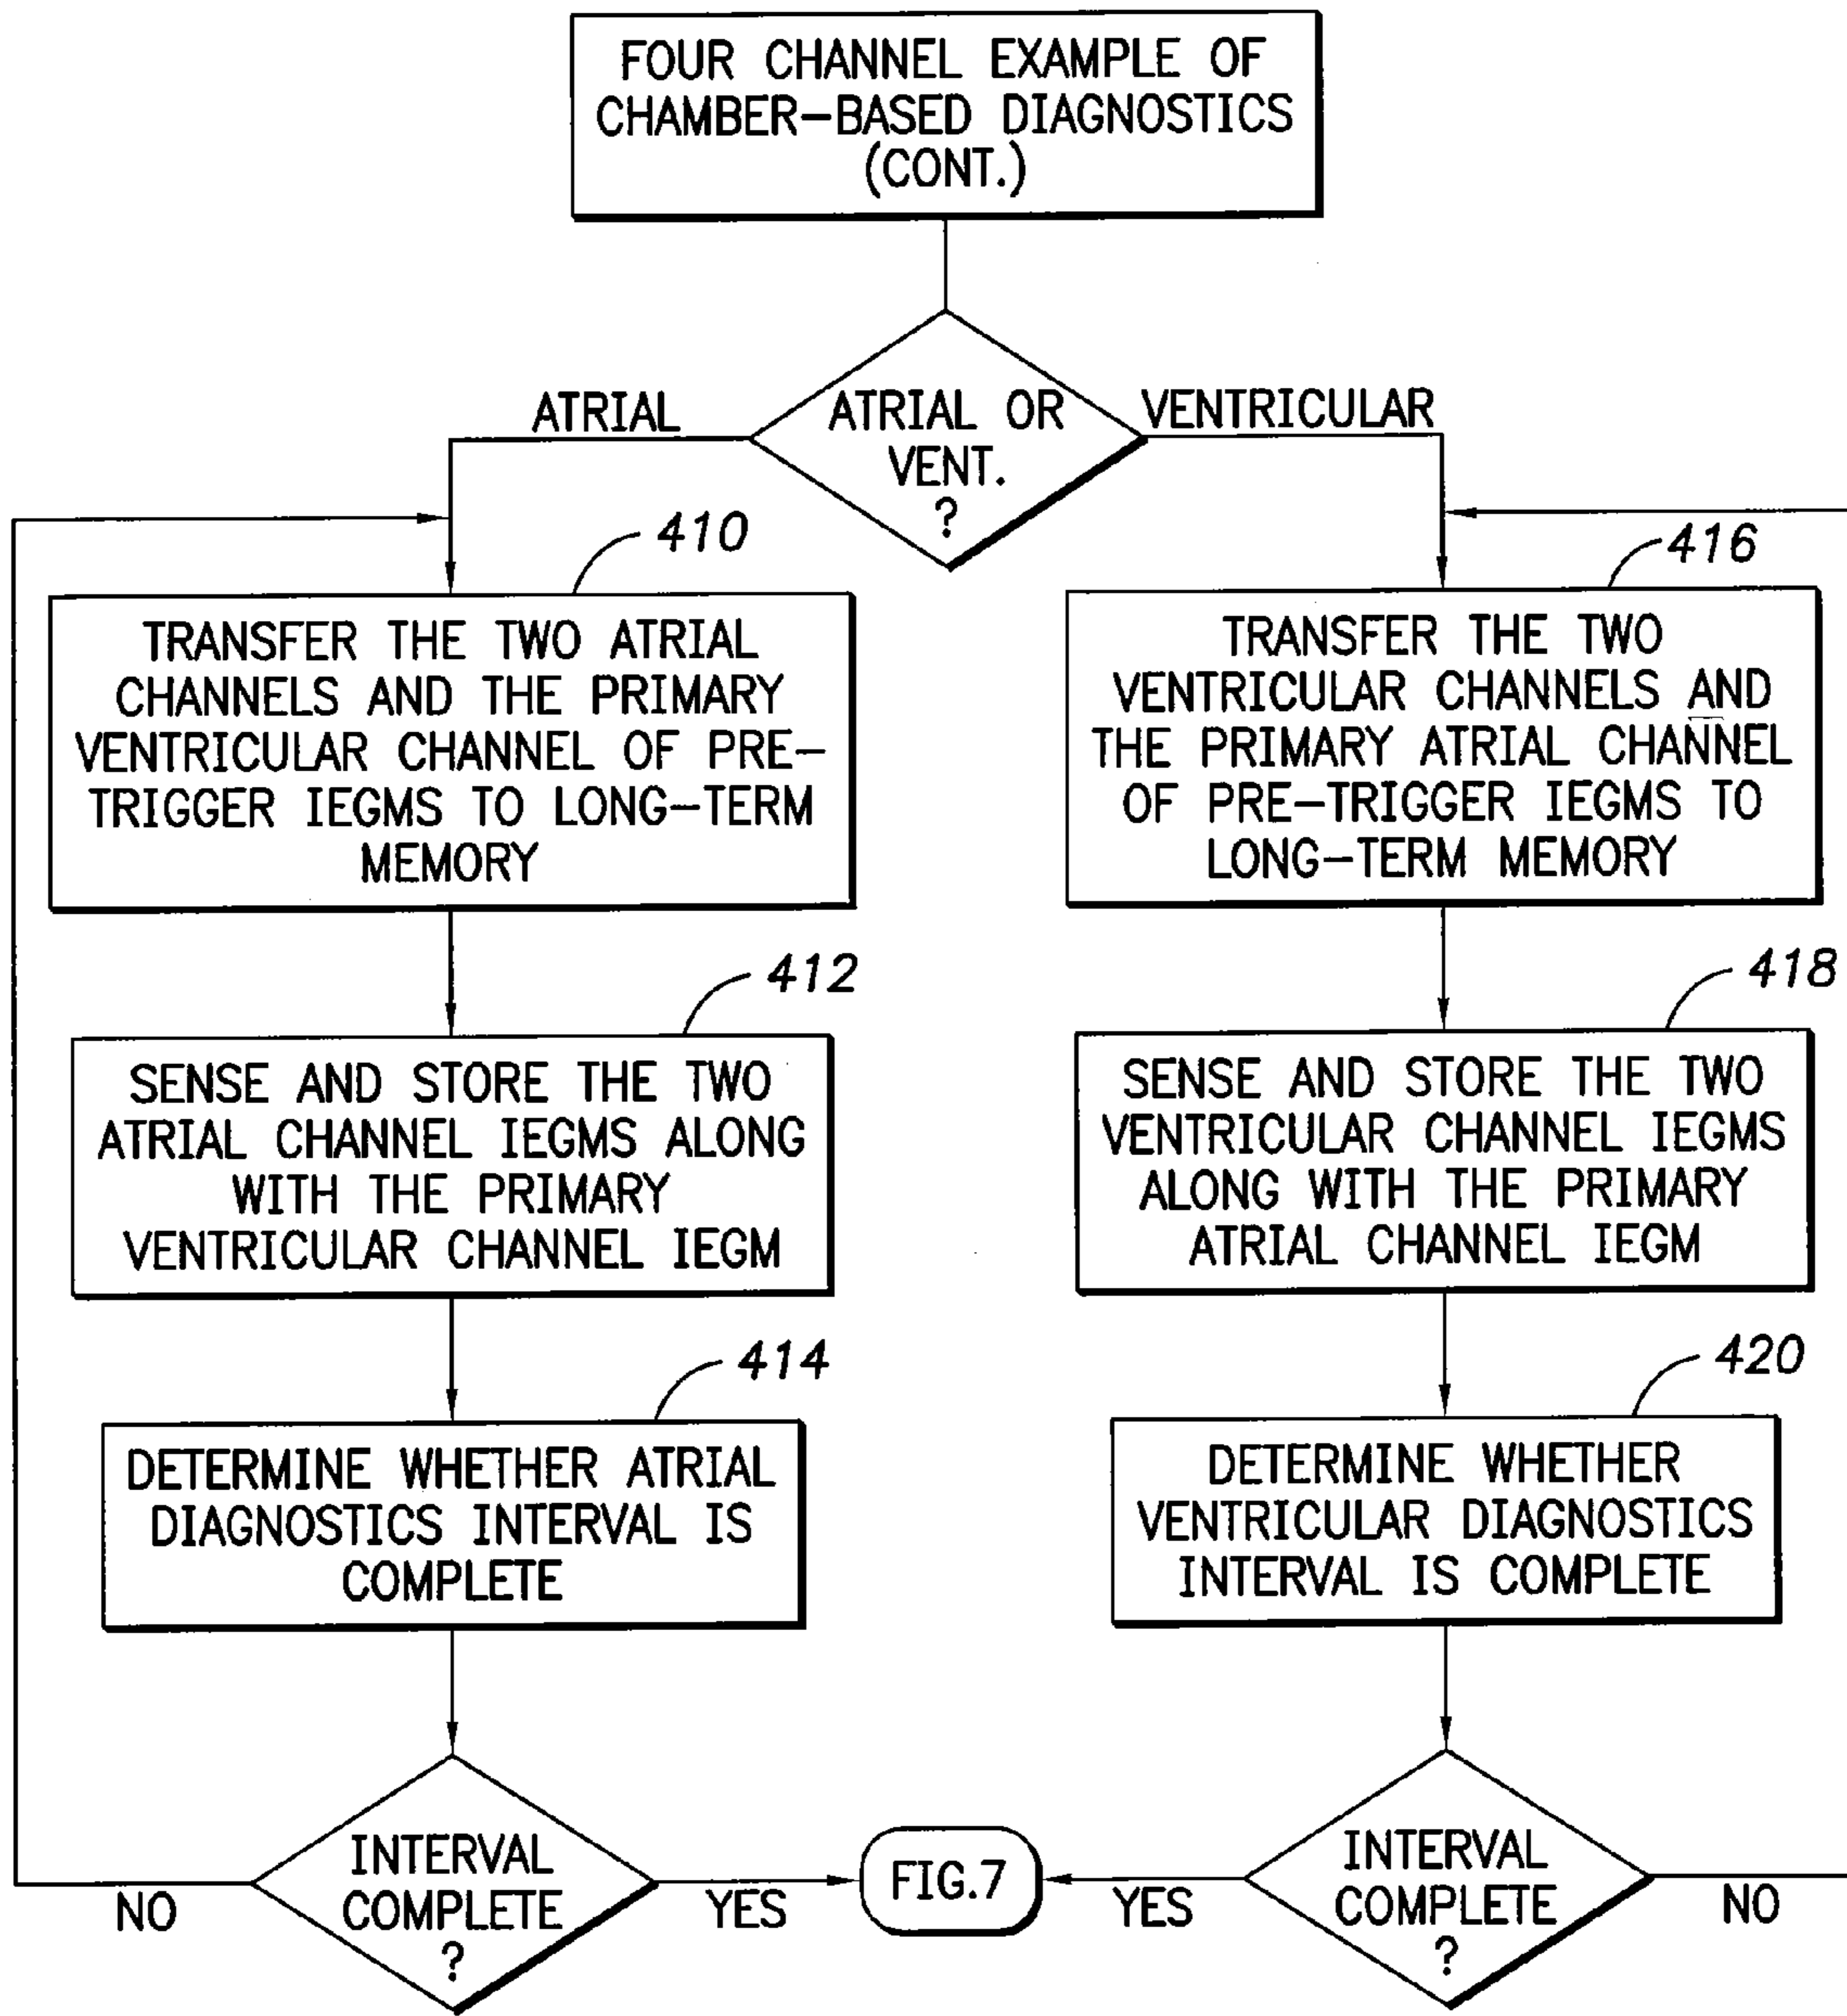 FOUR CHANNEL EXAMPLE OF
CHAMBER-BASED DIAGNOSTICS
(CONT.)
ATRIAL
ATRIAL OR
VENT.
?
VENTRICULAR
410
TRANSFER THE TWO ATRIAL
CHANNELS AND THE PRIMARY
VENTRICULAR CHANNEL OF PRE-
TRIGGER IEGMS TO LONG-TERM
MEMORY
412
SENSE AND STORE THE TWO
ATRIAL CHANNEL IEGMS ALONG
WITH THE PRIMARY
VENTRICULAR CHANNEL IEGM
414
DETERMINE WHETHER ATRIAL
DIAGNOSTICS INTERVAL IS
COMPLETE
INTERVAL
COMPLETE
?
NO
YES
416
TRANSFER THE TWO
VENTRICULAR CHANNELS AND
THE PRIMARY ATRIAL CHANNEL
OF PRE-TRIGGER IEGMS TO
LONG-TERM MEMORY
418
SENSE AND STORE THE TWO
VENTRICULAR CHANNEL IEGMS
ALONG WITH THE PRIMARY
ATRIAL CHANNEL IEGM
420
DETERMINE WHETHER
VENTRICULAR DIAGNOSTICS
INTERVAL IS COMPLETE
INTERVAL
COMPLETE
?
YES
NO
FIG.7